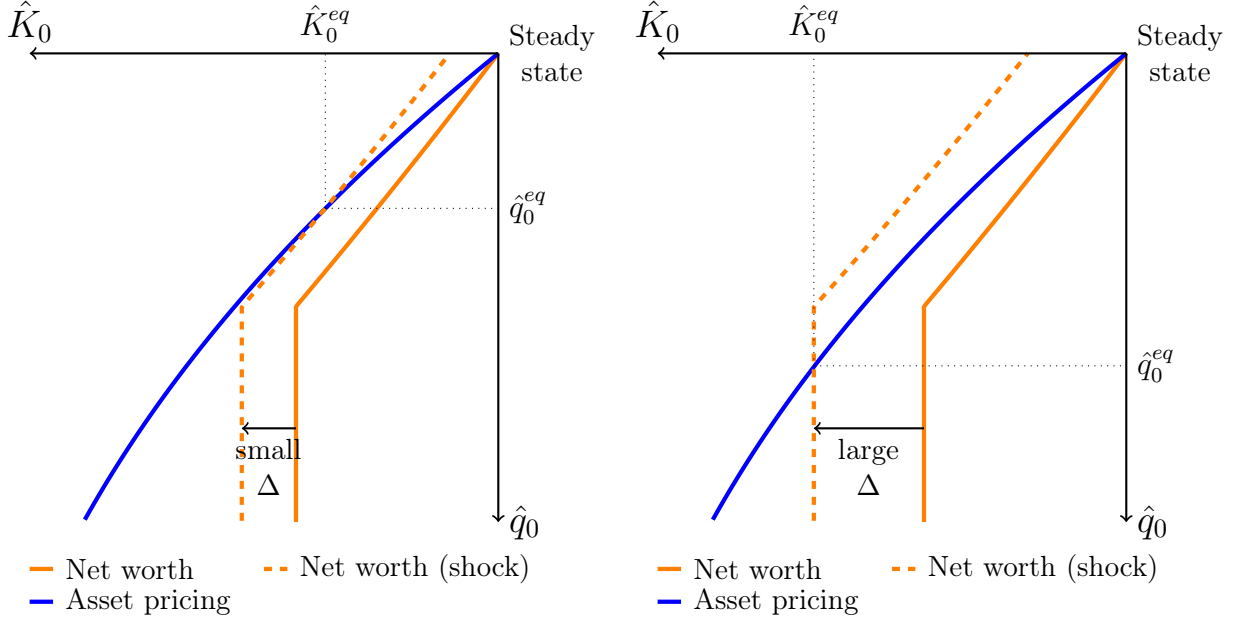 K̂₀
K̂₀^{eq}
Steady
state
q̂₀^{eq}
small
Δ
q̂₀
Net worth
Net worth (shock)
Asset pricing
K̂₀
K̂₀^{eq}
Steady
state
q̂₀^{eq}
large
Δ
q̂₀
Net worth
Net worth (shock)
Asset pricing